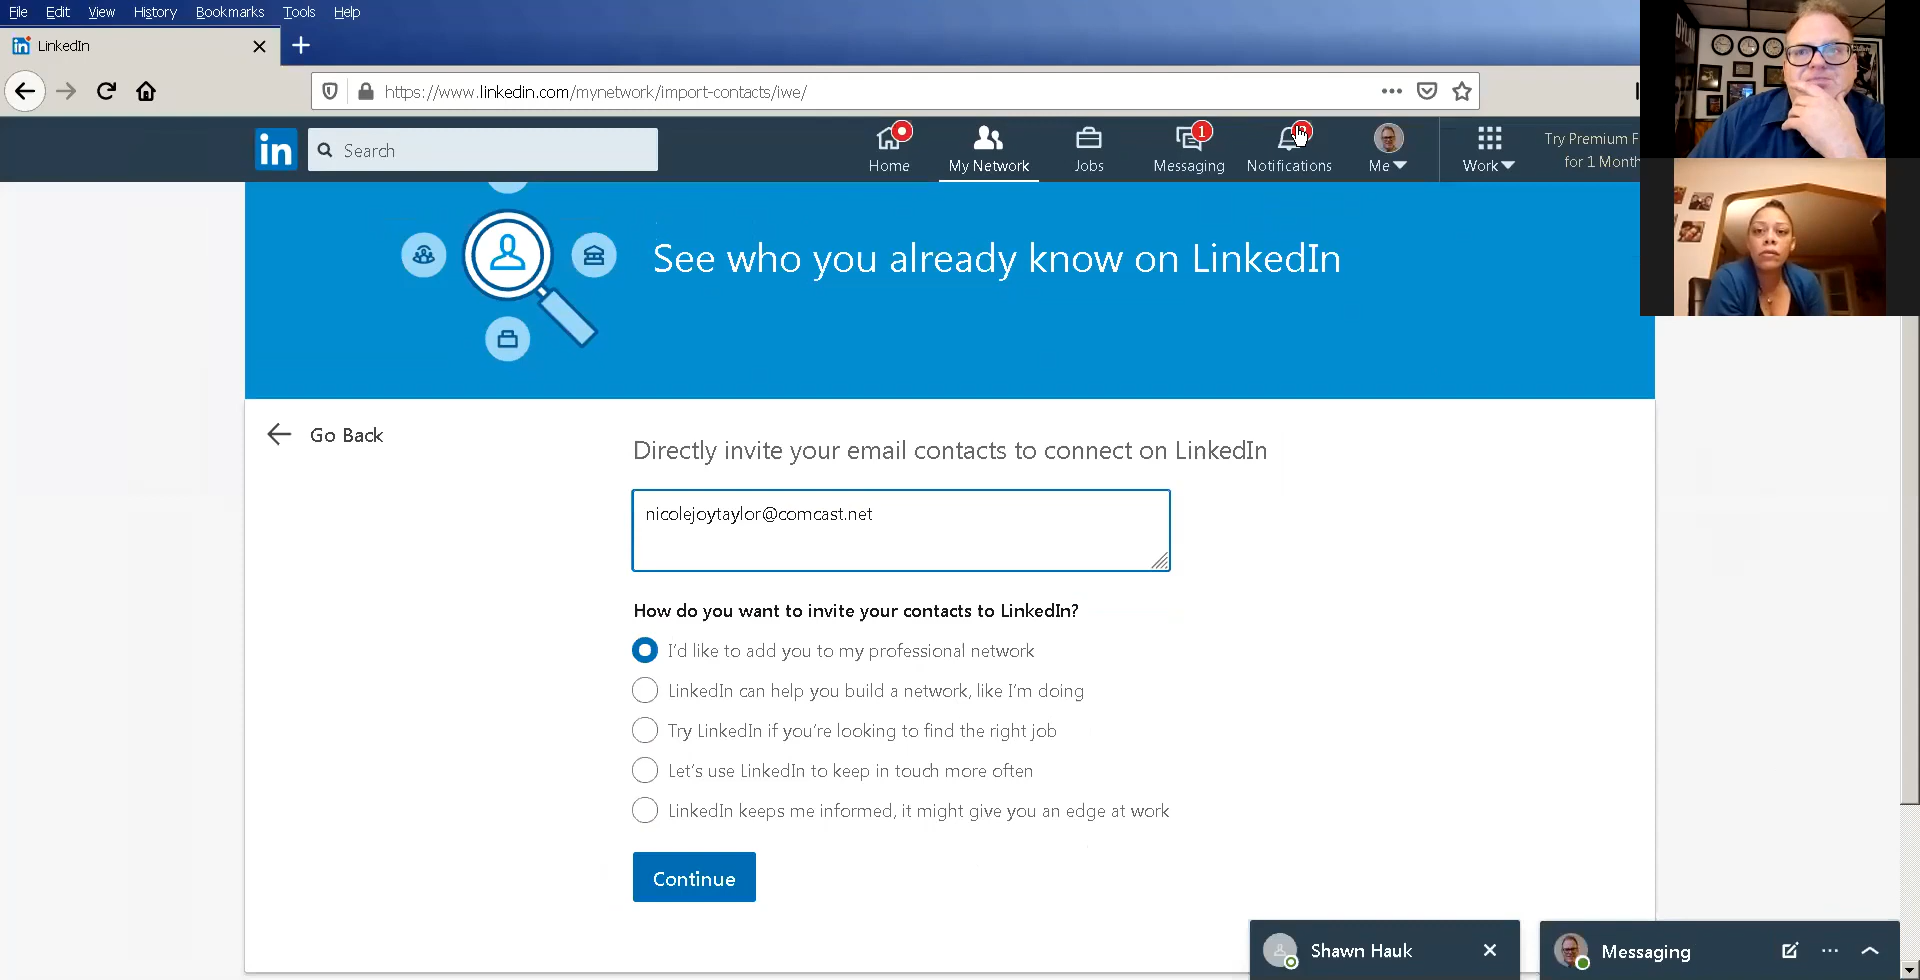 File Edit View History Bookmarks Tools Help
in LinkedIn
https://www.linkedin.com/mynetwork/import-contacts/iwe/
in Search
1
Home My Network Jobs Messaging Notifications Me Work
Try Premium F
for 1 Month
See who you already know on LinkedIn
Go Back
Directly invite your email contacts to connect on LinkedIn
nicolejoytaylor@comcast.net
How do you want to invite your contacts to LinkedIn?
I'd like to add you to my professional network
LinkedIn can help you build a network, like I'm doing
Try LinkedIn if you're looking to find the right job
Let's use LinkedIn to keep in touch more often
LinkedIn keeps me informed, it might give you an edge at work
Continue
Shawn Hauk
Messaging